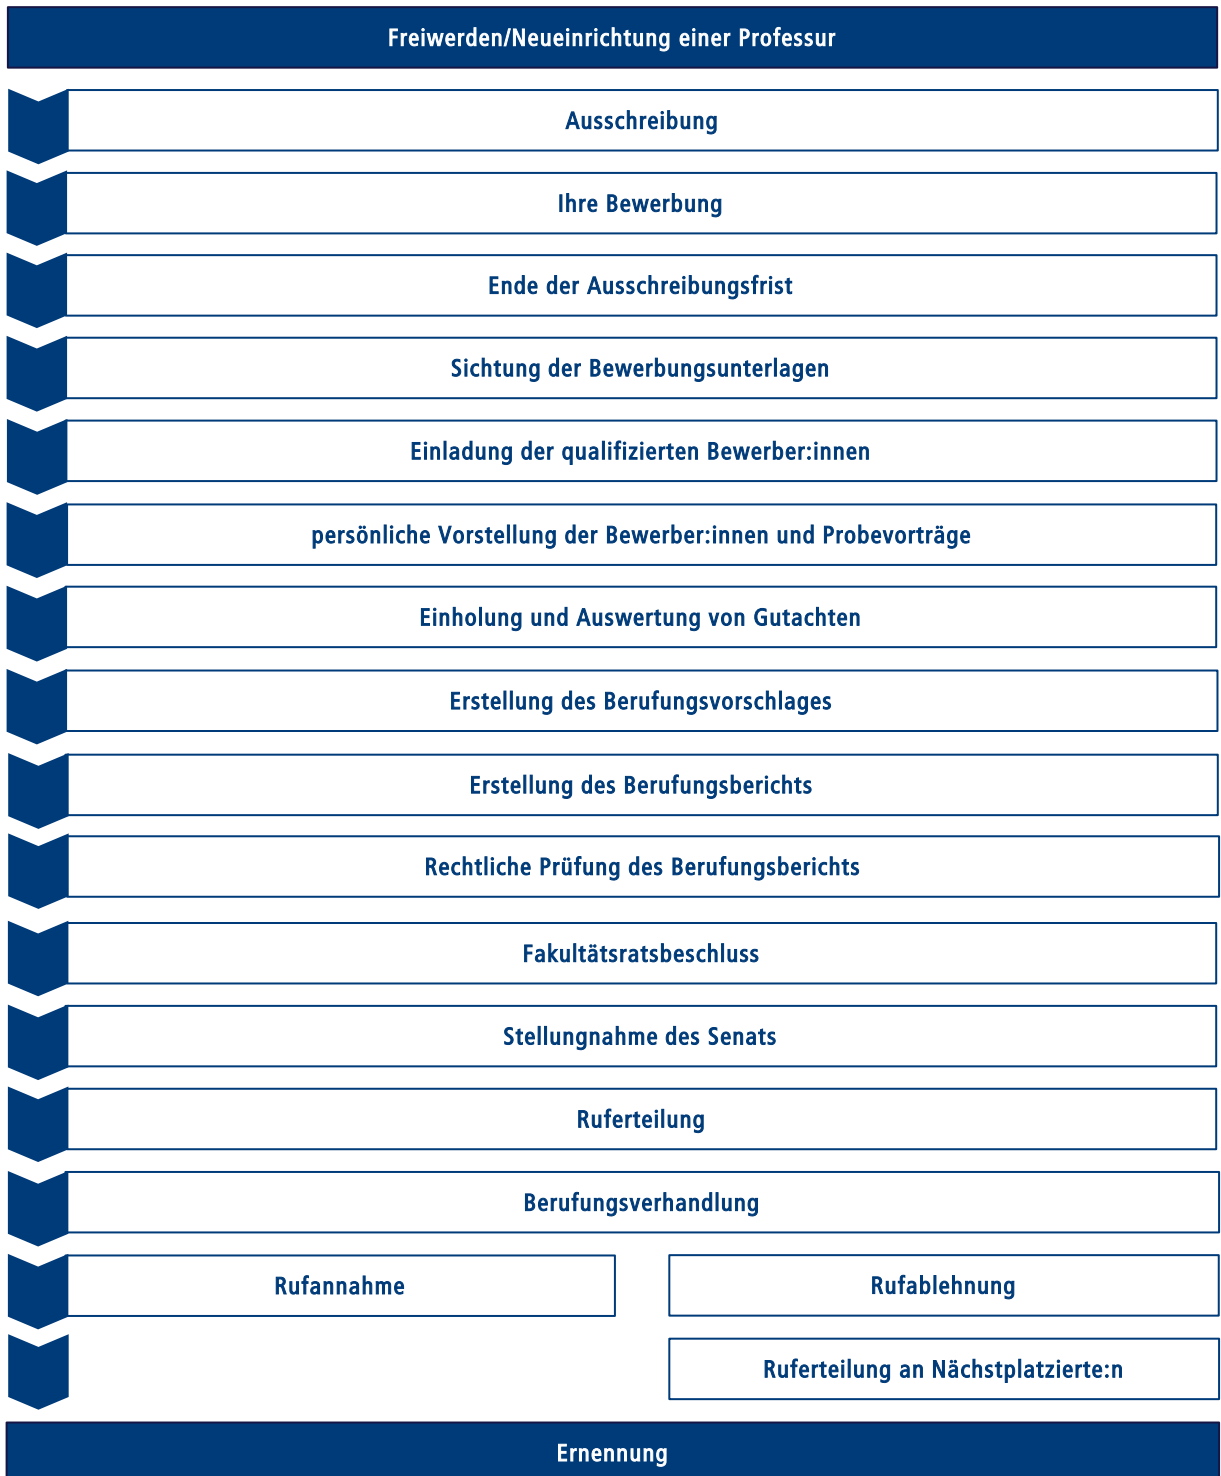 Freiwerden/Neueinrichtung einer Professur
Ausschreibung
Ihre Bewerbung
Ende der Ausschreibungsfrist
Sichtung der Bewerbungsunterlagen
Einladung der qualifizierten Bewerber:innen
persönliche Vorstellung der Bewerber:innen und Probevorträge
Einholung und Auswertung von Gutachten
Erstellung des Berufungsvorschlages
Erstellung des Berufungsberichts
Rechtliche Prüfung des Berufungsberichts
Fakultätsratsbeschluss
Stellungnahme des Senats
Ruferteilung
Berufungsverhandlung
Rufannahme
Rufablehnung
Ruferteilung an Nächstplatzierte:n
Ernennung